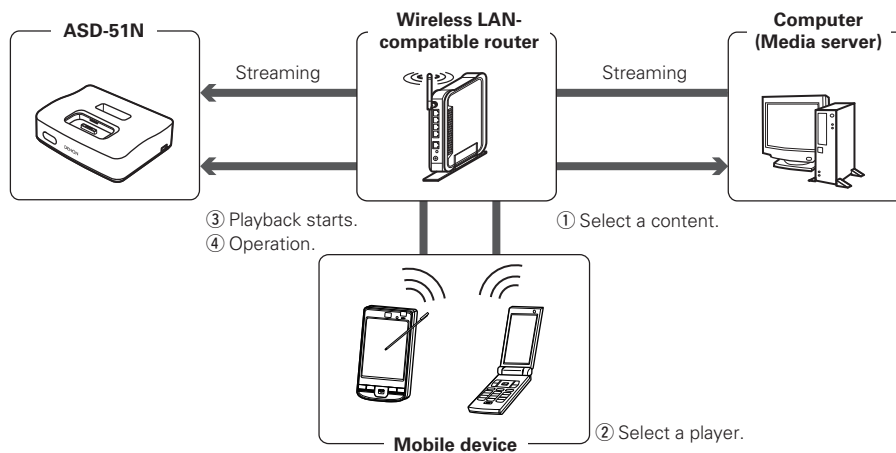 ASD-51N
Wireless LAN-
compatible router
Computer
(Media server)
Streaming
Streaming
DENON
③ Playback starts.
④ Operation.
① Select a content.
② Select a player.
Mobile device